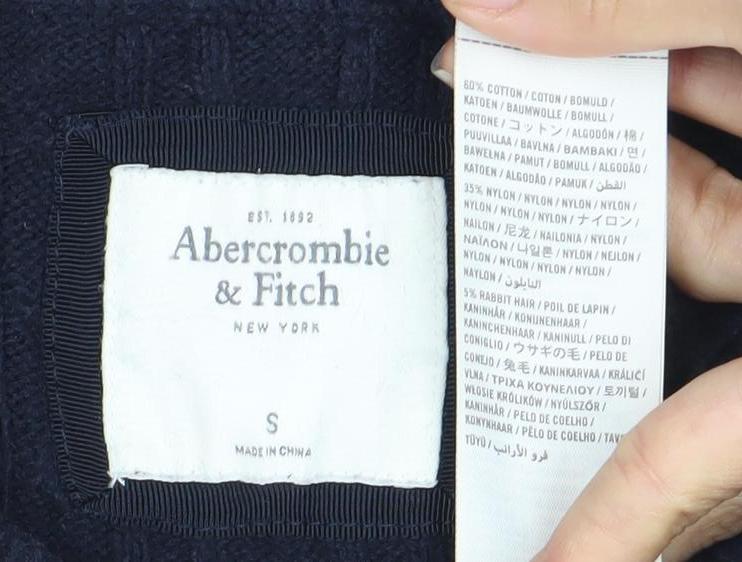 EST. 1892
Abercrombie
& Fitch
NEW YORK
S
MADE IN CHINA
60% COTTON / COTON / BOMULD /
KATOEN / BAUMWOLLE / BOMULL /
COTONE / コットン / ALGODÓN / 棉 /
PUUVILLAA / BAVLNA / ΒΑΜΒΑΚΙ / 면 /
BAWEŁNA / PAMUT / BOMULL / ALGODÃO /
KATOEN / ALGODÃO / PAMUK / القطن
35% NYLON / NYLON / NYLON / NYLON /
NYLON / NYLON / NYLON / ナイロン /
NAILON / 尼龙 / NAILONIA / NYLON /
ΝΑΪΛΟΝ / 나일론 / NYLON / NEJLON /
NYLON / NYLON / NYLON / NYLON /
NAYLON / النايلون
5% RABBIT HAIR / POIL DE LAPIN /
KANINHÅR / KONIJNENHAAR /
KANINCHENHAAR / KANINULL / PELO DI
CONIGLIO / ウサギの毛 / PELO DE
CONEJO / 兔毛 / KANINKARVAA / KRÁLIČÍ
VLNA / ΤΡΙΧΑ ΚΟΥΝΕΛΙΟΥ / 토끼털 /
WŁOSIE KRÓLIKÓW / NYÚLSZŐR /
KANINHÅR / PELO DE COELHO /
KONIJNHAAR / PÊLO DE COELHO / TAV
TÜYÜ / فرو الأرانب